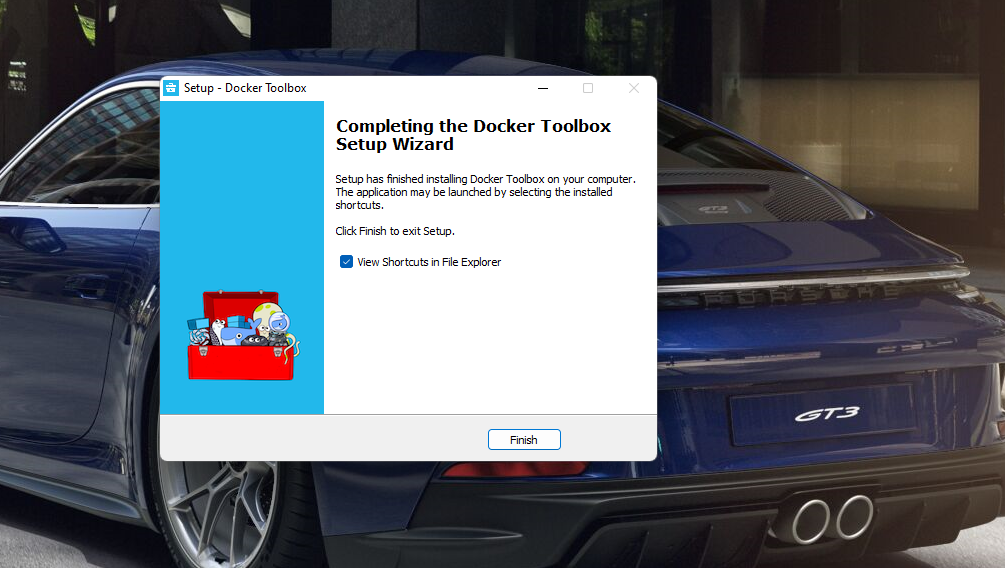 Setup - Docker Toolbox
Completing the Docker Toolbox
Setup Wizard
Setup has finished installing Docker Toolbox on your computer.
The application may be launched by selecting the installed
shortcuts.
Click Finish to exit Setup.
View Shortcuts in File Explorer
Finish
GT3
GT3